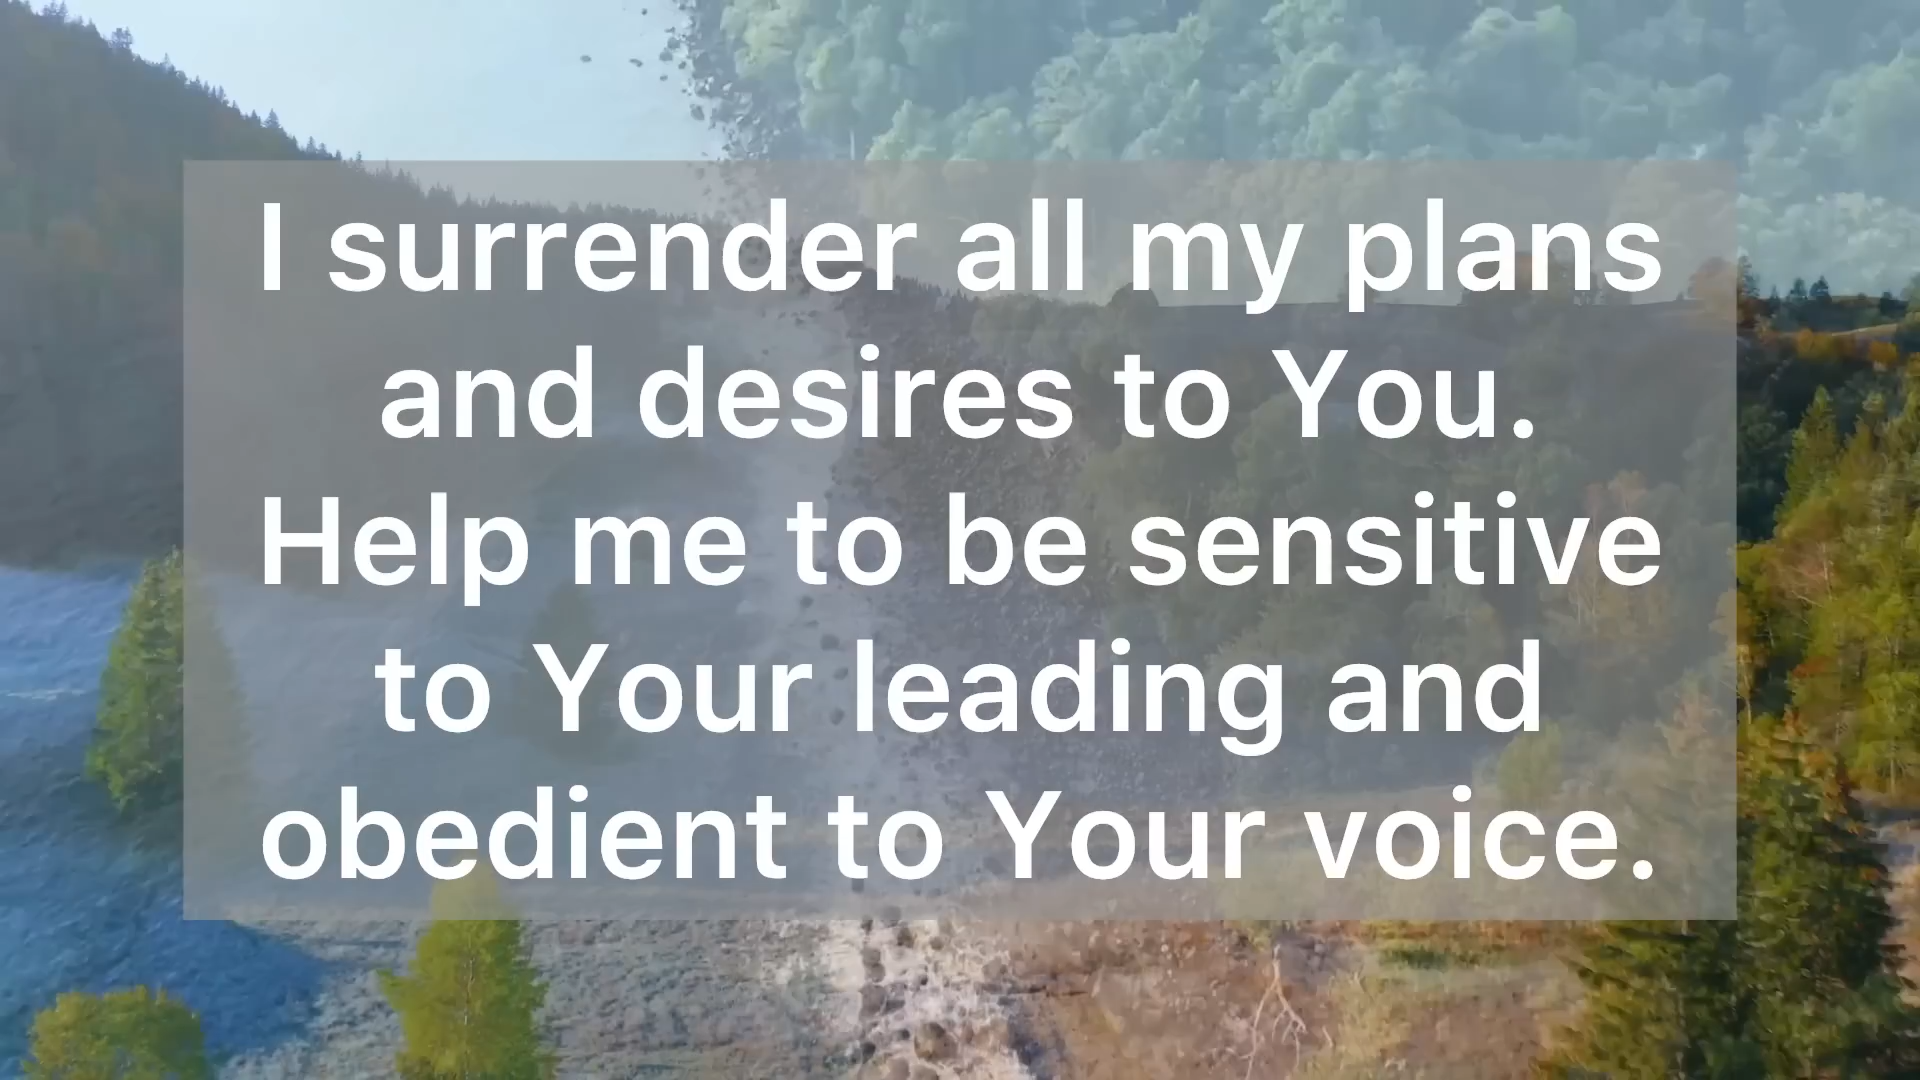 I surrender all my plans
and desires to You.
Help me to be sensitive
to Your leading and
obedient to Your voice.